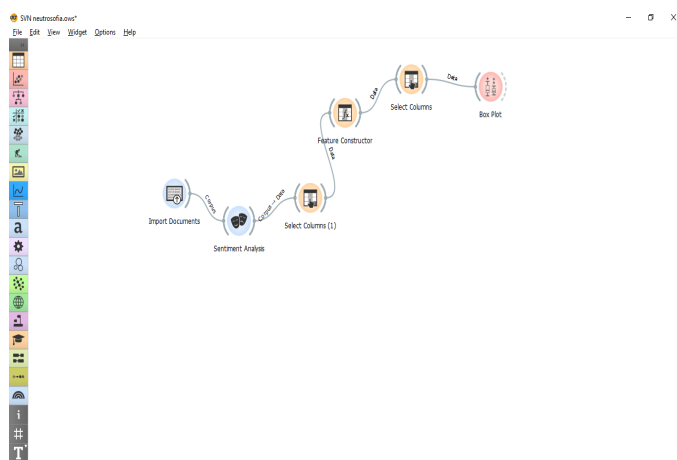 SVN neutrosofia.ows*
File Edit View Widget Options Help
Data
Select Columns
Box Plot
Data
Feature Constructor
Data
Corpus
Corpus → Data
Import Documents
Select Columns (1)
Sentiment Analysis